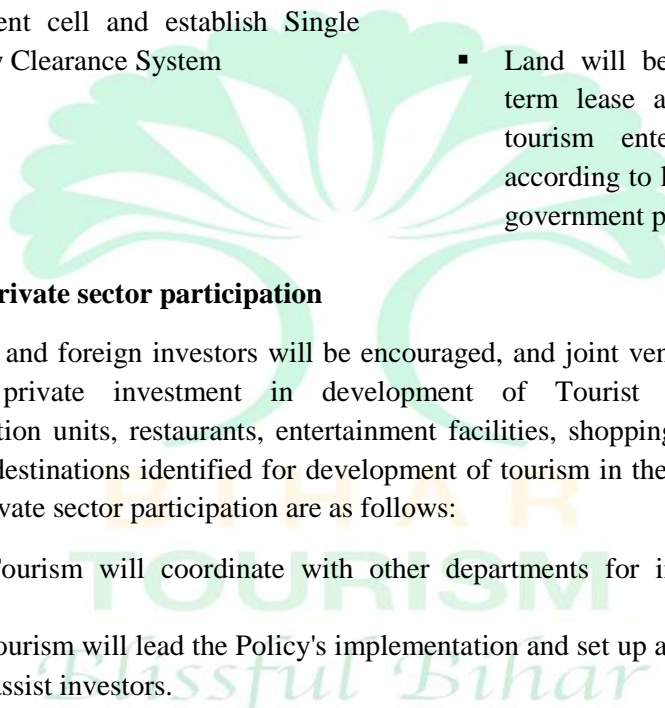 ent cell and establish Single
y Clearance System
▪ Land will be
term lease a
tourism ente
according to l
government p
rivate sector participation
and foreign investors will be encouraged, and joint ven
private investment in development of Tourist
tion units, restaurants, entertainment facilities, shopping
destinations identified for development of tourism in the
vate sector participation are as follows:
Tourism will coordinate with other departments for i
ourism will lead the Policy's implementation and set up a
assist investors.
BIHAR
TOURISM
Blissful Bihar